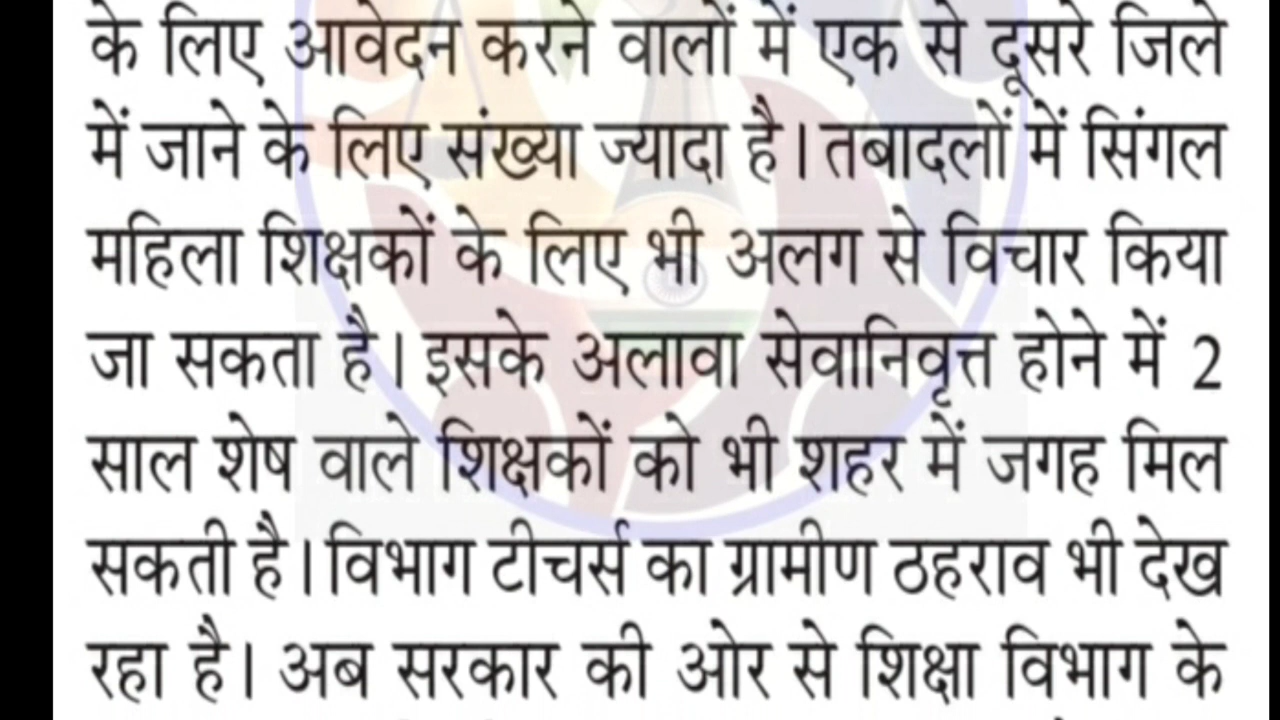 के लिए आवेदन करने वालों में एक से दूसरे जिले
में जाने के लिए संख्या ज्यादा है। तबादलों में सिंगल
महिला शिक्षकों के लिए भी अलग से विचार किया
जा सकता है। इसके अलावा सेवानिवृत्त होने में 2
साल शेष वाले शिक्षकों को भी शहर में जगह मिल
सकती है। विभाग टीचर्स का ग्रामीण ठहराव भी देख
रहा है। अब सरकार की ओर से शिक्षा विभाग के